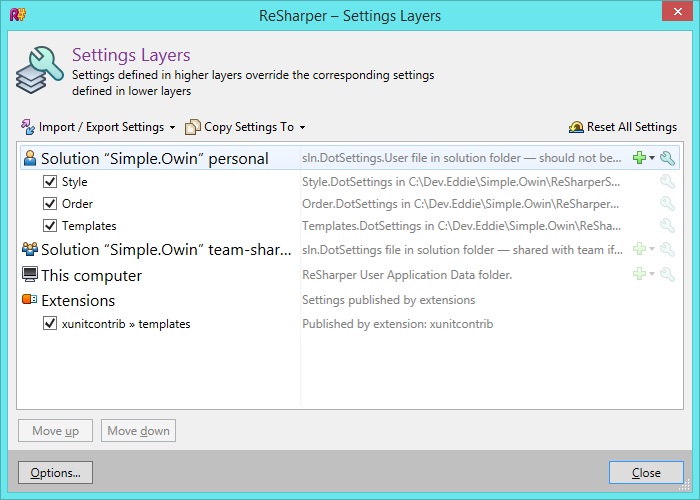 R#
ReSharper – Settings Layers
Settings Layers
Settings defined in higher layers override the corresponding settings
defined in lower layers
Import / Export Settings
Copy Settings To
Reset All Settings
Solution “Simple.Owin” personal
sln.DotSettings.User file in solution folder — should not be...
Style
Style.DotSettings in C:\Dev.Eddie\Simple.Owin\ReSharperS...
Order
Order.DotSettings in C:\Dev.Eddie\Simple.Owin\ReSharper...
Templates
Templates.DotSettings in C:\Dev.Eddie\Simple.Owin\ReSha...
Solution “Simple.Owin” team-shar...
sln.DotSettings file in solution folder — shared with team if...
This computer
ReSharper User Application Data folder.
Extensions
Settings published by extensions
xunitcontrib » templates
Published by extension: xunitcontrib
Move up
Move down
Options...
Close